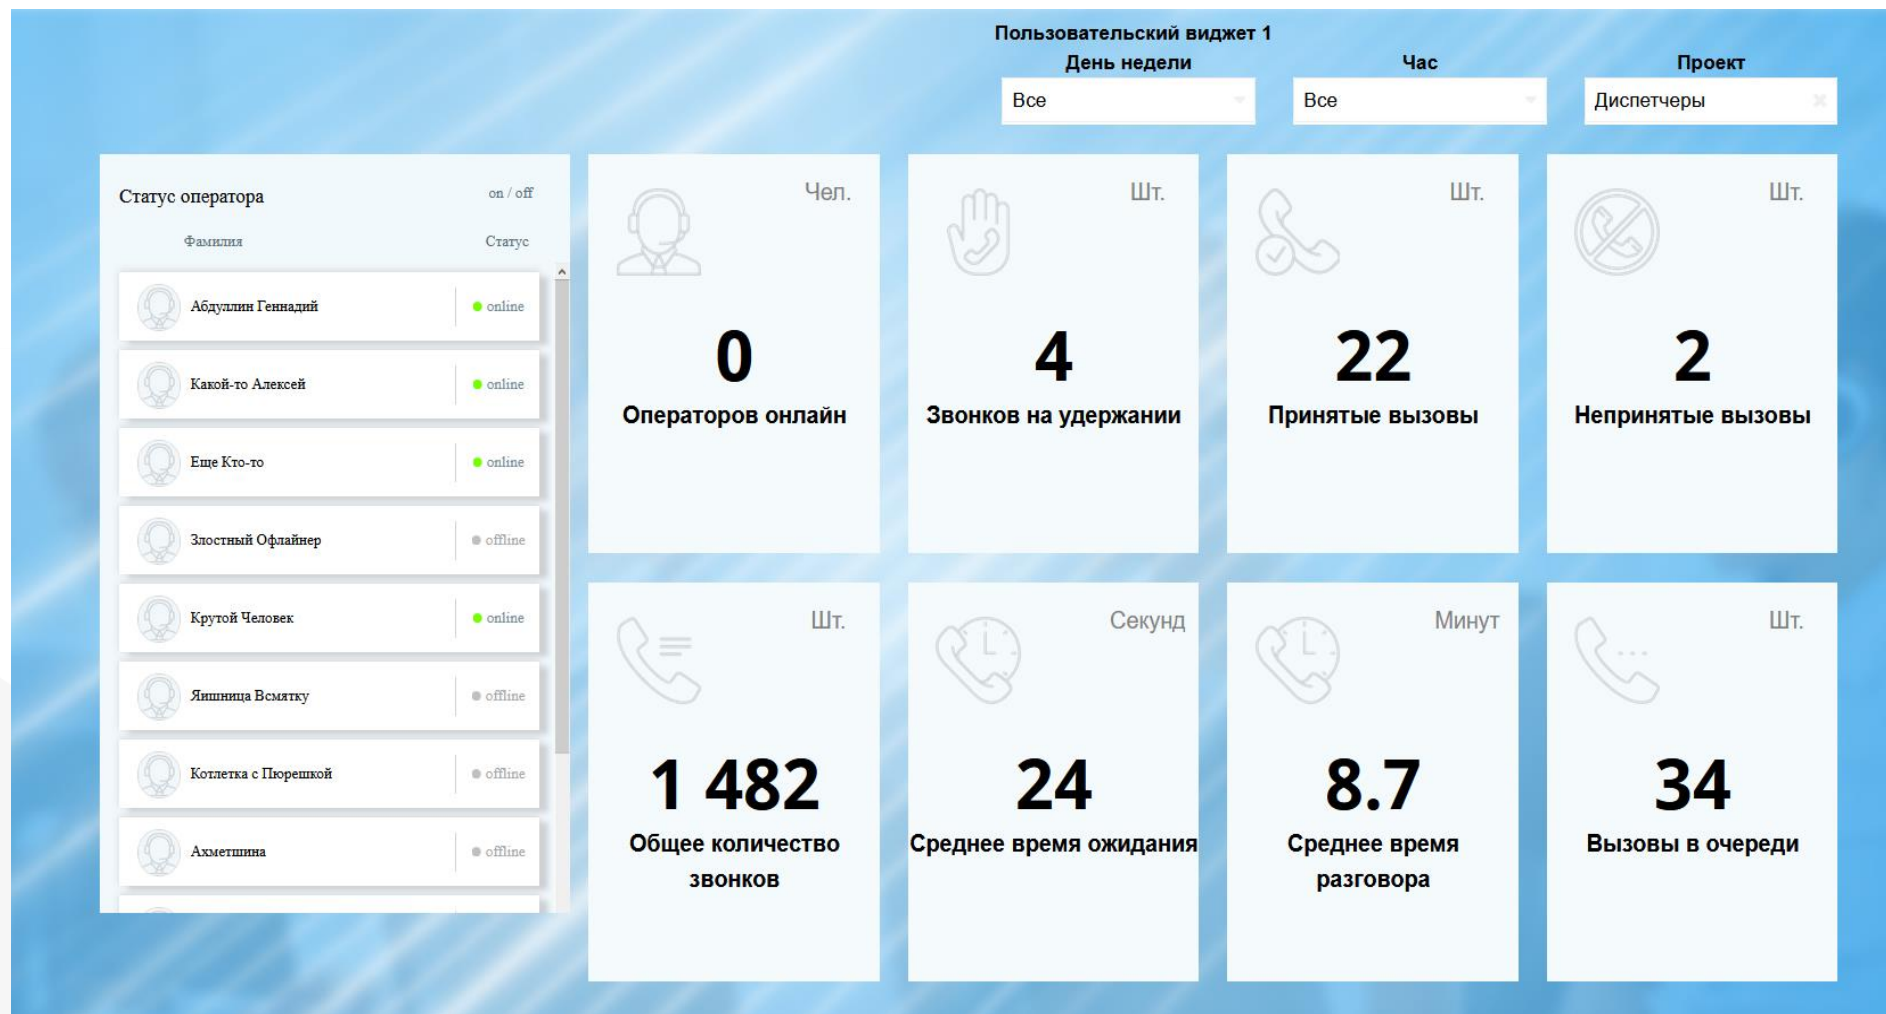 Пользовательский виджет 1
День недели
Час
Проект
Все
Все
Диспетчеры
Статус оператора
on / off
Фамилия
Статус
Абдуллин Геннадий
online
Какой-то Алексей
online
Еще Кто-то
online
Злостный Офлайнер
offline
Крутой Человек
online
Яишница Всмятку
offline
Котлетка с Пюрешкой
offline
Ахметшина
offline
Чел.
0
Операторов онлайн
Шт.
4
Звонков на удержании
Шт.
22
Принятые вызовы
Шт.
2
Непринятые вызовы
Шт.
1 482
Общее количество
звонков
Секунд
24
Среднее время ожидания
Минут
8.7
Среднее время
разговора
Шт.
34
Вызовы в очереди